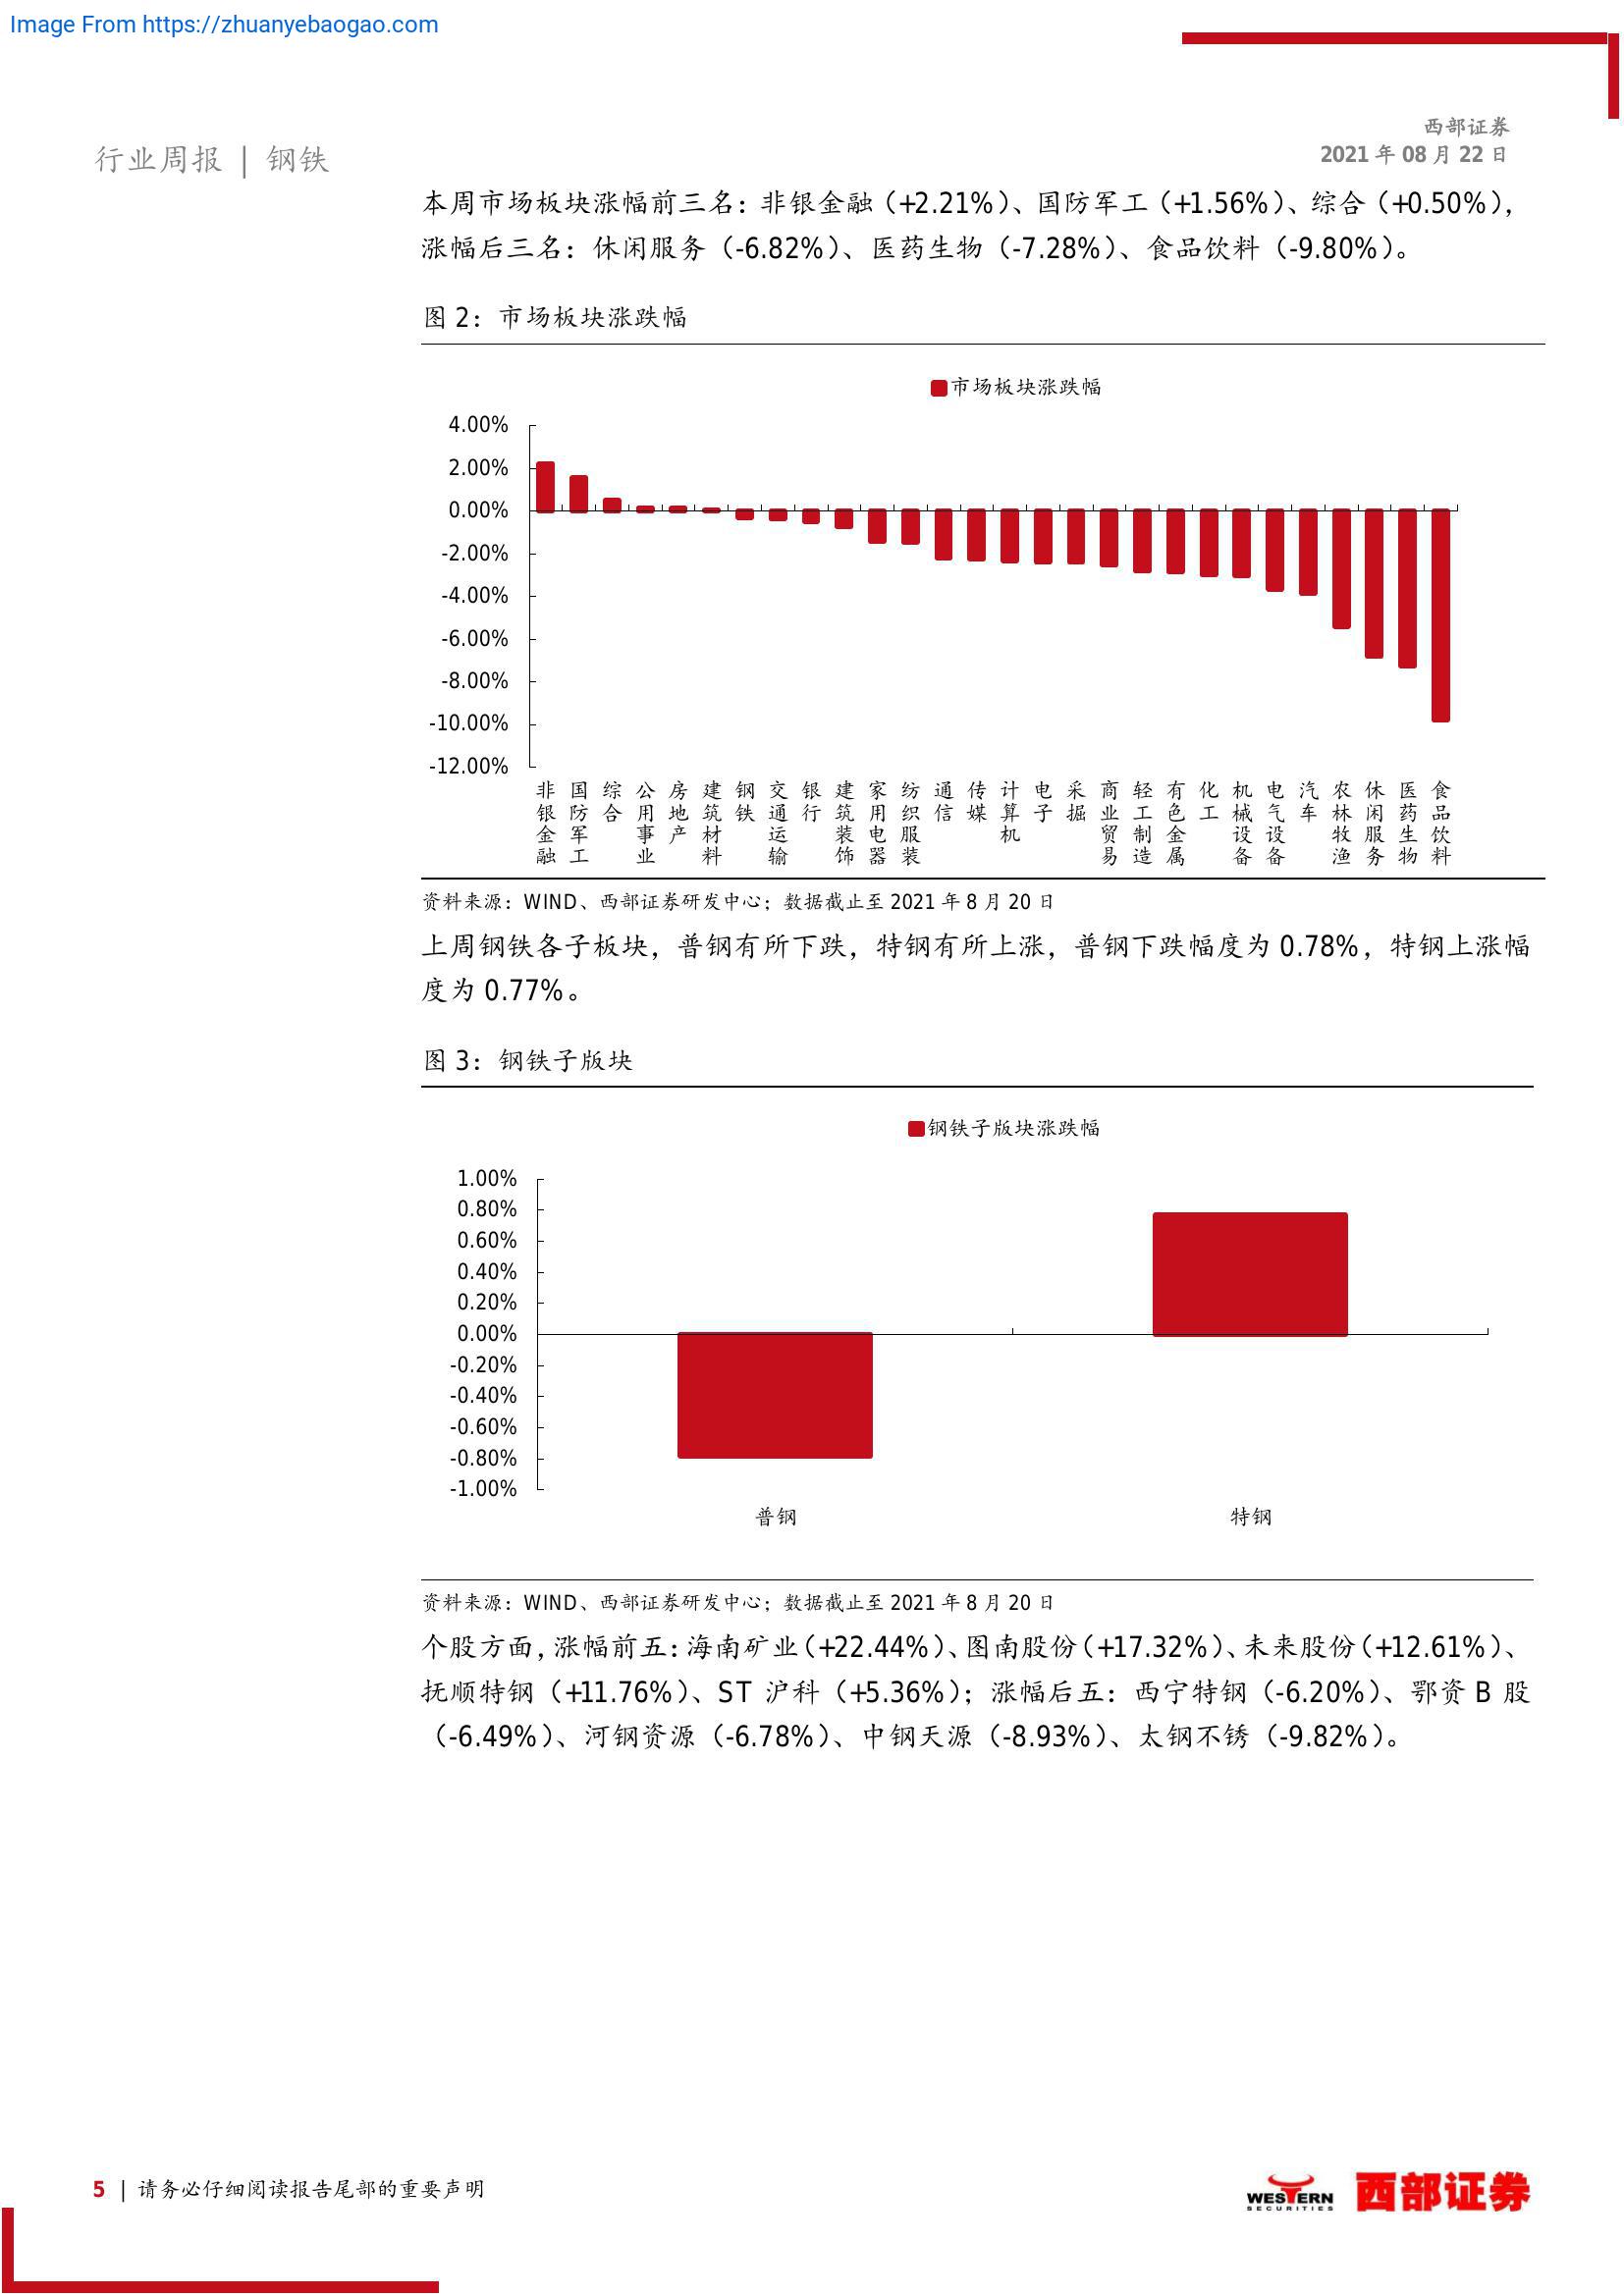 Image From https://zhuanyebaogao.com
西部证券
2021 年 08 月 22 日
行业周报 | 钢铁
本周市场板块涨幅前三名：非银金融（+2.21%）、国防军工（+1.56%）、综合（+0.50%），
涨幅后三名：休闲服务（-6.82%）、医药生物（-7.28%）、食品饮料（-9.80%）。
图 2：市场板块涨跌幅
市场板块涨跌幅
4.00%
2.00%
0.00%
-2.00%
-4.00%
-6.00%
-8.00%
-10.00%
-12.00%
非银金融
国防军工
综合
公用事业
房地产
建筑材料
钢铁
交通运输
银行
建筑装饰
家用电器
纺织服装
通信
传媒
计算机
电子
采掘
商业贸易
轻工制造
有色金属
化工
机械设备
电气设备
汽车
农林牧渔
休闲服务
医药生物
食品饮料
资料来源：WIND、西部证券研发中心；数据截止至 2021 年 8 月 20 日
上周钢铁各子板块，普钢有所下跌，特钢有所上涨，普钢下跌幅度为 0.78%，特钢上涨幅
度为 0.77%。
图 3：钢铁子版块
钢铁子版块涨跌幅
1.00%
0.80%
0.60%
0.40%
0.20%
0.00%
-0.20%
-0.40%
-0.60%
-0.80%
-1.00%
普钢
特钢
资料来源：WIND、西部证券研发中心；数据截止至 2021 年 8 月 20 日
个股方面，涨幅前五：海南矿业（+22.44%）、图南股份（+17.32%）、未来股份（+12.61%）、
抚顺特钢（+11.76%）、ST 沪科（+5.36%）；涨幅后五：西宁特钢（-6.20%）、鄂资 B 股
（-6.49%）、河钢资源（-6.78%）、中钢天源（-8.93%）、太钢不锈（-9.82%）。
5 | 请务必仔细阅读报告尾部的重要声明
WESTERN
SECURITIES
西部证券